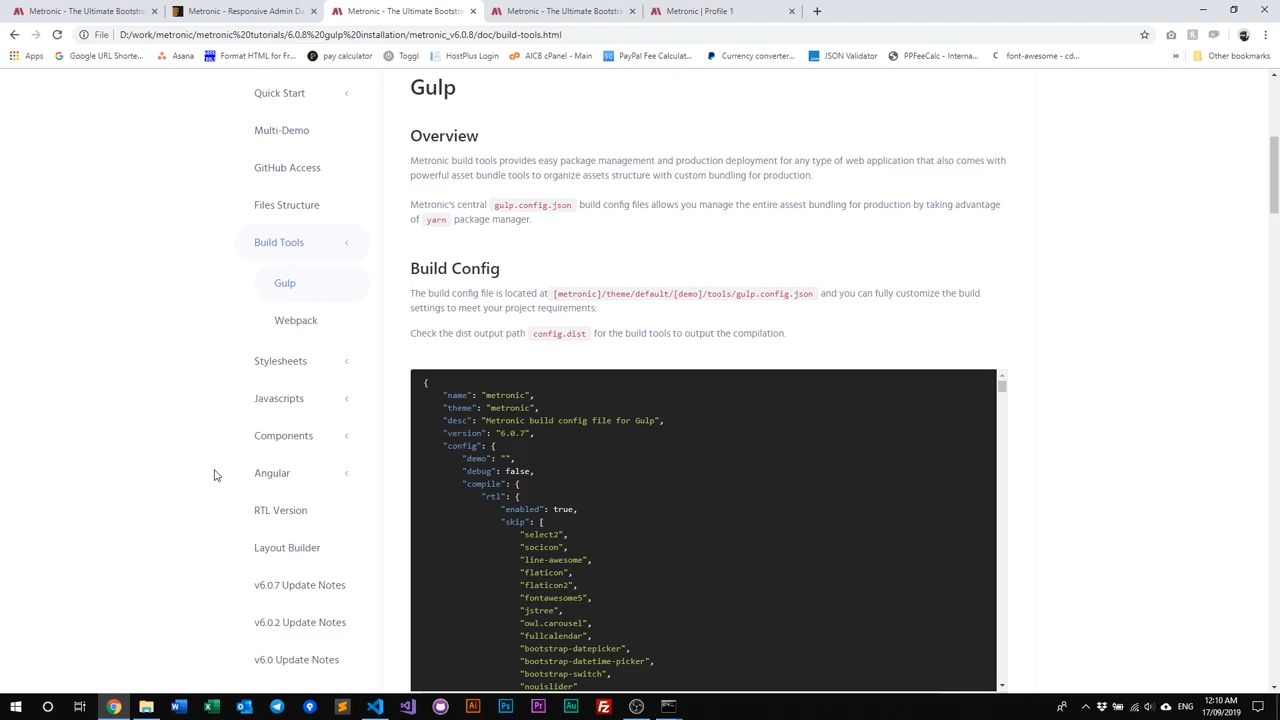 Metronic - The Ultimate Bootstra
Metronic - Responsive Admin Da
Metronic - The Ultimate Bootstra
Metronic - The Ultimate Bootstra
Metronic | Profile 1
File
D:/work/metronic/metronic%20tutorials/6.0.8%20gulp%20installation/metronic_v6.0.8/doc/build-tools.html
Apps
Google URL Shorte...
Asana
Format HTML for Fr...
pay calculator
Toggl
HostPlus Login
AICB cPanel - Main
PayPal Fee Calculat...
Currency converter...
JSON Validator
PPFeeCalc - Interna...
font-awesome - cd...
»
Other bookmarks
Quick Start
Multi-Demo
GitHub Access
Files Structure
Build Tools
Gulp
Webpack
Stylesheets
Javascripts
Components
Angular
RTL Version
Layout Builder
v6.0.7 Update Notes
v6.0.2 Update Notes
v6.0 Update Notes
Gulp
Overview
Metronic build tools provides easy package management and production deployment for any type of web application that also comes with
powerful asset bundle tools to organize assets structure with custom bundling for production.
Metronic's central gulp.config.json build config files allows you manage the entire assest bundling for production by taking advantage
of yarn package manager.
Build Config
The build config file is located at [metronic]/theme/default/[demo]/tools/gulp.config.json and you can fully customize the build
settings to meet your project requirements:
Check the dist output path config.dist for the build tools to output the compilation.
{
"name": "metronic",
"theme": "metronic",
"desc": "Metronic build config file for Gulp",
"version": "6.0.7",
"config": {
"demo": "",
"debug": false,
"compile": {
"rtl": {
"enabled": true,
"skip": [
"select2",
"socicon",
"line-awesome",
"flaticon",
"flaticon2",
"fontawesome5",
"jstree",
"owl.carousel",
"fullcalendar",
"bootstrap-datepicker",
"bootstrap-datetime-picker",
"bootstrap-switch",
"nouislider"
ENG
12:10 AM
17/09/2019